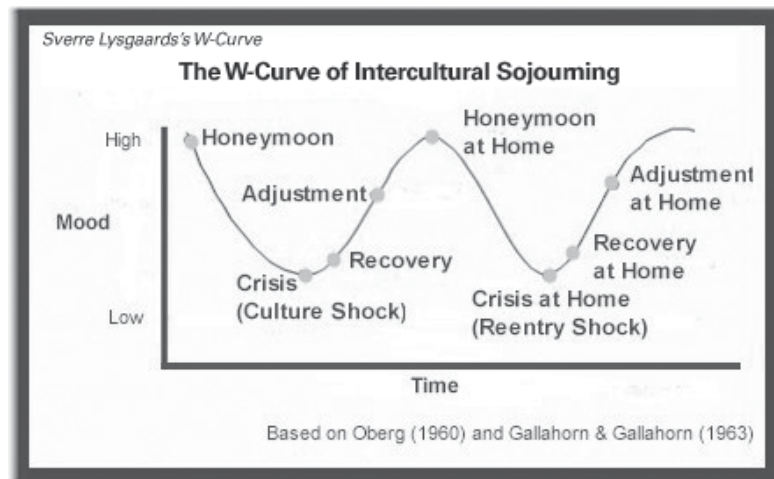 Sverre Lysgaards's W-Curve
The W-Curve of Intercultural Sojourning
High
Mood
Low
Honeymoon
Crisis
(Culture Shock)
Recovery
Adjustment
Honeymoon
at Home
Crisis at Home
(Reentry Shock)
Recovery
at Home
Adjustment
at Home
Time
Based on Oberg (1960) and Gallahorn & Gallahorn (1963)